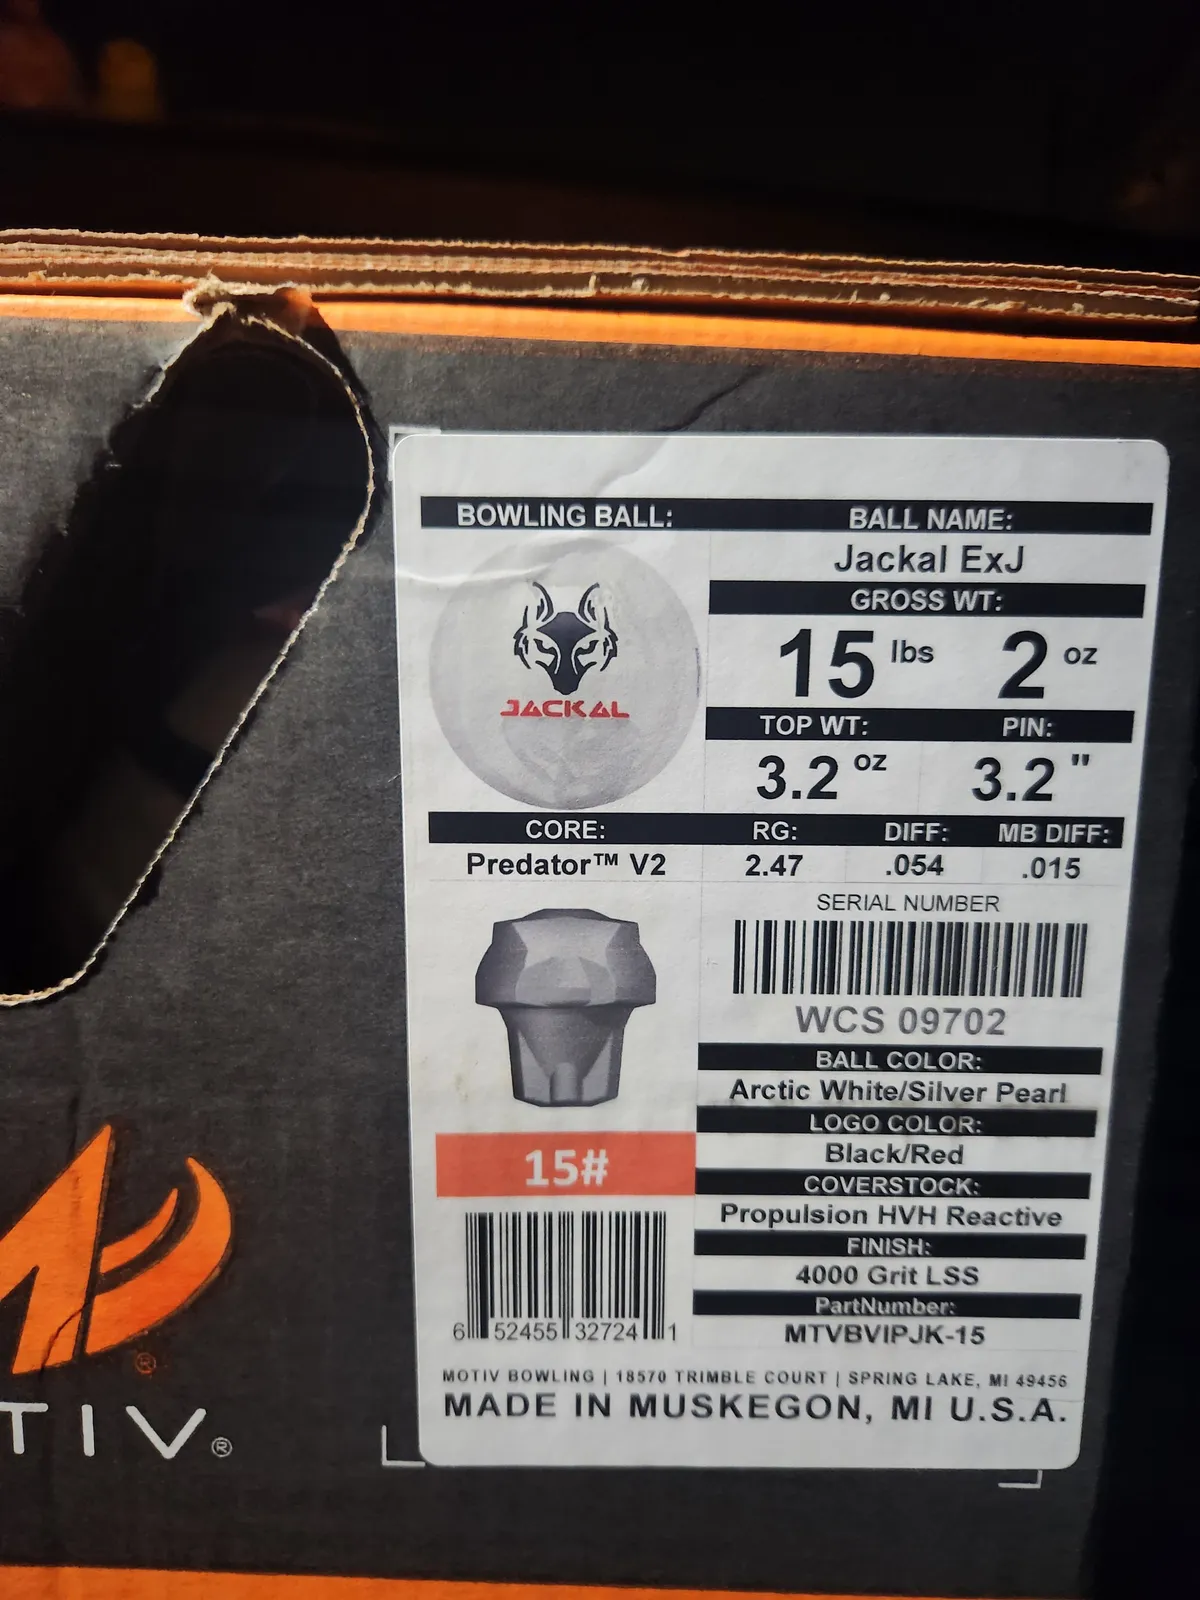 BOWLING BALL:
BALL NAME:
Jackal ExJ
GROSS WT:
15 lbs 2 oz
JACKAL
TOP WT: PIN:
3.2 oz 3.2 "
CORE: RG: DIFF: MB DIFF:
Predator™ V2 2.47 .054 .015
SERIAL NUMBER
WCS 09702
BALL COLOR:
Arctic White/Silver Pearl
LOGO COLOR:
Black/Red
15#
COVERSTOCK:
Propulsion HVH Reactive
FINISH:
4000 Grit LSS
PartNumber:
MTVBVIPJK-15
6 52455 32724 1
MOTIV BOWLING | 18570 TRIMBLE COURT | SPRING LAKE, MI 49456
MADE IN MUSKEGON, MI U.S.A.
®
TIV®